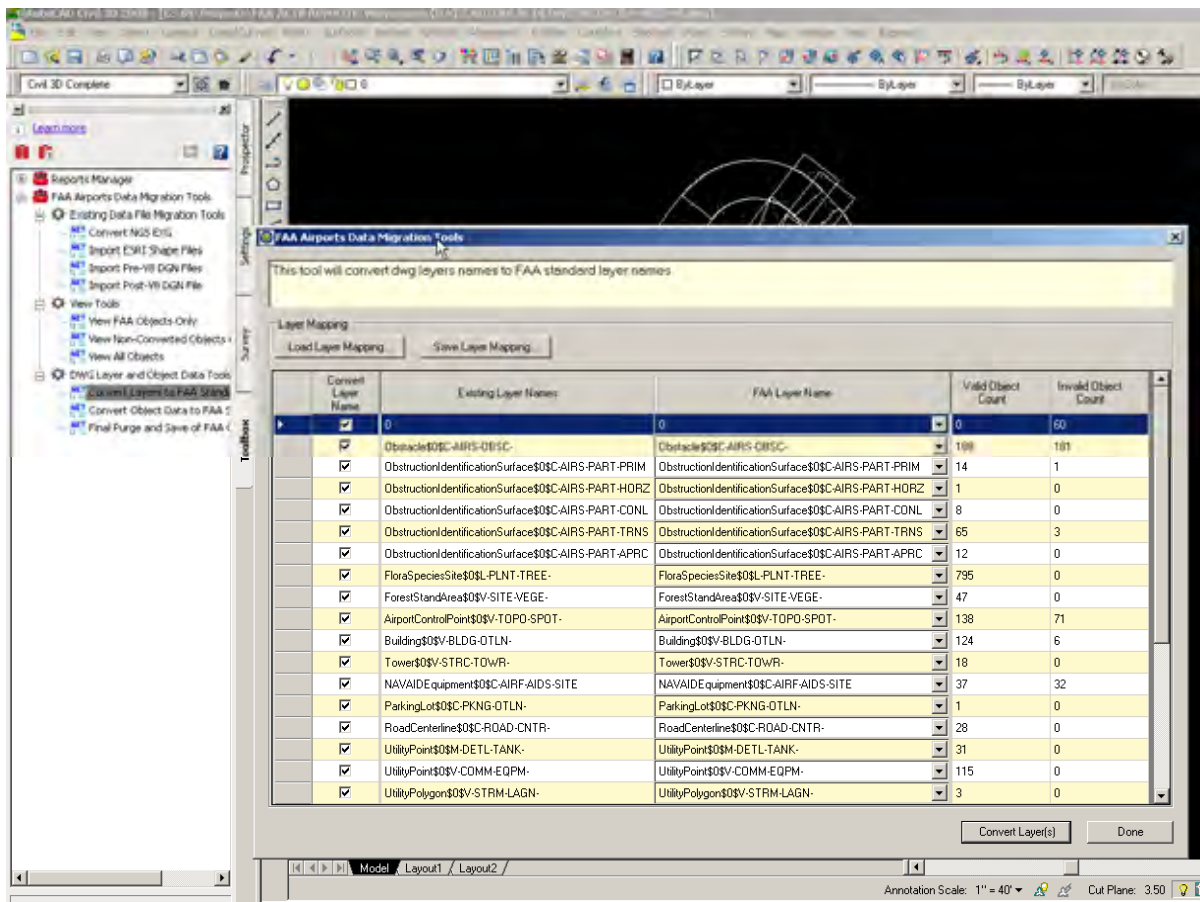 Civil 3D Complete
0
ByLayer
ByLayer
ByLayer
Learn more
Prospector
Settings
Survey
Toolbox
Reports Manager
FAA Airports Data Migration Tools
Existing Data File Migration Tools
Convert NGS EXG
Import ESRI Shape Files
Import Pre-V8 DGN Files
Import Post-V8 DGN File
View Tools
View FAA Objects Only
View Non-Converted Objects
View All Objects
DWG Layer and Object Data Tools
Convert Layers to FAA Stand
Convert Object Data to FAA S
Final Purge and Save of FAA
FAA Airports Data Migration Tools
This tool will convert dwg layers names to FAA standard layer names
Layer Mapping
Load Layer Mapping... Save Layer Mapping...
Convert Layer Name Existing Layer Names FAA Layer Name Valid Object Count Invalid Object Count
0 0 0 60
Obstacle$0$C-AIRS-OBSC- Obstacle$0$C-AIRS-OBSC- 188 181
ObstructionIdentificationSurface$0$C-AIRS-PART-PRIM ObstructionIdentificationSurface$0$C-AIRS-PART-PRIM 14 1
ObstructionIdentificationSurface$0$C-AIRS-PART-HORZ ObstructionIdentificationSurface$0$C-AIRS-PART-HORZ 1 0
ObstructionIdentificationSurface$0$C-AIRS-PART-CONL ObstructionIdentificationSurface$0$C-AIRS-PART-CONL 8 0
ObstructionIdentificationSurface$0$C-AIRS-PART-TRNS ObstructionIdentificationSurface$0$C-AIRS-PART-TRNS 65 3
ObstructionIdentificationSurface$0$C-AIRS-PART-APRC ObstructionIdentificationSurface$0$C-AIRS-PART-APRC 12 0
FloraSpeciesSite$0$L-PLNT-TREE- FloraSpeciesSite$0$L-PLNT-TREE- 795 0
ForestStandArea$0$V-SITE-VEGE- ForestStandArea$0$V-SITE-VEGE- 47 0
AirportControlPoint$0$V-TOPO-SPOT- AirportControlPoint$0$V-TOPO-SPOT- 138 71
Building$0$V-BLDG-OTLN- Building$0$V-BLDG-OTLN- 124 6
Tower$0$V-STRC-TOWR- Tower$0$V-STRC-TOWR- 18 0
NAVAIDEquipment$0$C-AIRF-AIDS-SITE NAVAIDEquipment$0$C-AIRF-AIDS-SITE 37 32
ParkingLot$0$C-PKNG-OTLN- ParkingLot$0$C-PKNG-OTLN- 1 0
RoadCenterline$0$C-ROAD-CNTR- RoadCenterline$0$C-ROAD-CNTR- 28 0
UtilityPoint$0$M-DETL-TANK- UtilityPoint$0$M-DETL-TANK- 31 0
UtilityPoint$0$V-COMM-EQPM- UtilityPoint$0$V-COMM-EQPM- 115 0
UtilityPolygon$0$V-STRM-LAGN- UtilityPolygon$0$V-STRM-LAGN- 3 0
Convert Layer(s) Done
Model Layout1 Layout2
Annotation Scale: 1" = 40' Cut Plane: 3.50